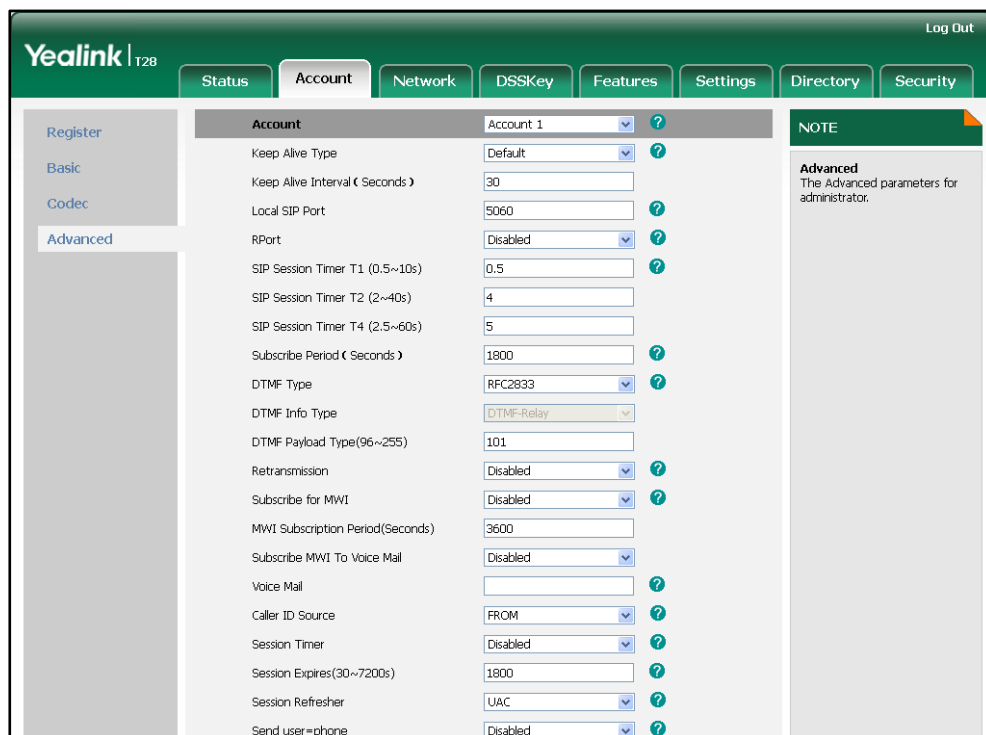 Log Out
Yealink T28
Status Account Network DSSKey Features Settings Directory Security
Register
Basic
Codec
Advanced
Account Account 1 ?
Keep Alive Type Default ?
Keep Alive Interval ( Seconds ) 30
Local SIP Port 5060 ?
RPort Disabled ?
SIP Session Timer T1 (0.5~10s) 0.5 ?
SIP Session Timer T2 (2~40s) 4
SIP Session Timer T4 (2.5~60s) 5
Subscribe Period ( Seconds ) 1800 ?
DTMF Type RFC2833 ?
DTMF Info Type DTMF-Relay
DTMF Payload Type(96~255) 101
Retransmission Disabled ?
Subscribe for MWI Disabled ?
MWI Subscription Period(Seconds) 3600
Subscribe MWI To Voice Mail Disabled
Voice Mail ?
Caller ID Source FROM ?
Session Timer Disabled ?
Session Expires(30~7200s) 1800 ?
Session Refresher UAC ?
Send user=phone Disabled ?
NOTE
Advanced
The Advanced parameters for
administrator.